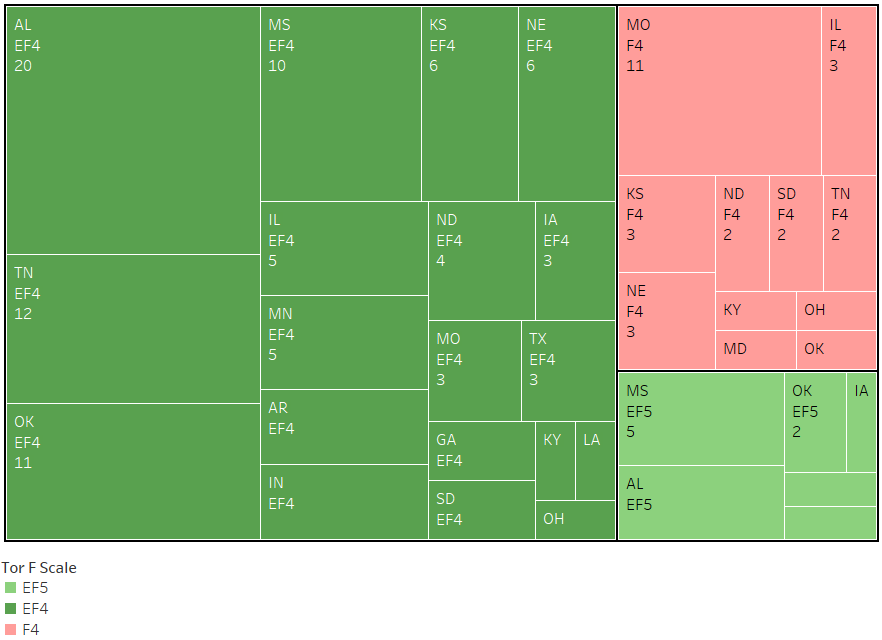 AL
EF4
20
TN
EF4
12
OK
EF4
11
MS
EF4
10
KS
EF4
6
NE
EF4
6
IL
EF4
5
MN
EF4
5
AR
EF4
IN
EF4
ND
EF4
4
IA
EF4
3
MO
EF4
3
TX
EF4
3
GA
EF4
SD
EF4
KY
LA
OH
MO
F4
11
IL
F4
3
KS
F4
3
NE
F4
3
ND
F4
2
SD
F4
2
TN
F4
2
KY
OH
MD
OK
MS
EF5
5
AL
EF5
OK
EF5
2
IA
Tor F Scale
EF5
EF4
F4